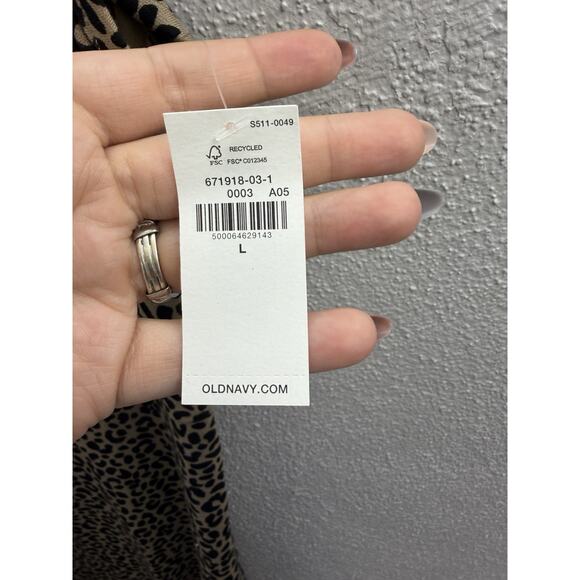 S511-0049
RECYCLED
FSC
FSC® C012345
671918-03-1
0003 A05
500064629143
L
OLDNAVY.COM